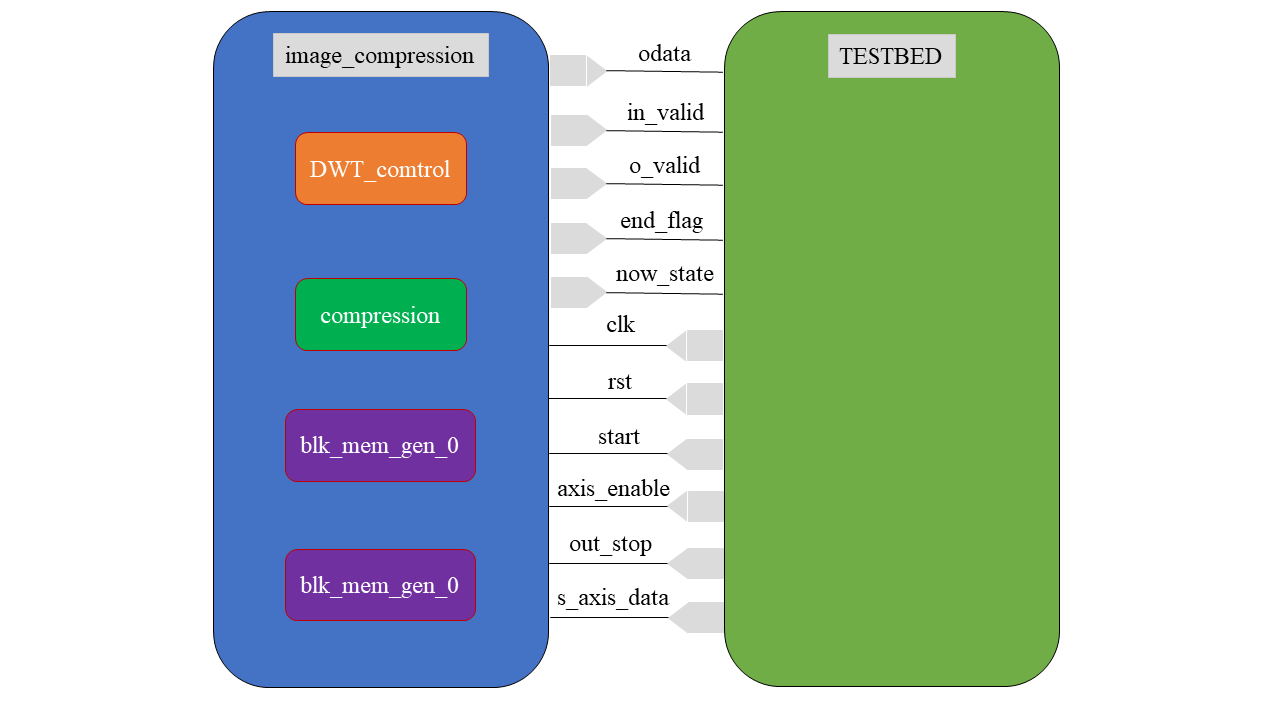 image_compression
DWT_comtrol
compression
blk_mem_gen_0
blk_mem_gen_0
odata
in_valid
o_valid
end_flag
now_state
clk
rst
start
axis_enable
out_stop
s_axis_data
TESTBED